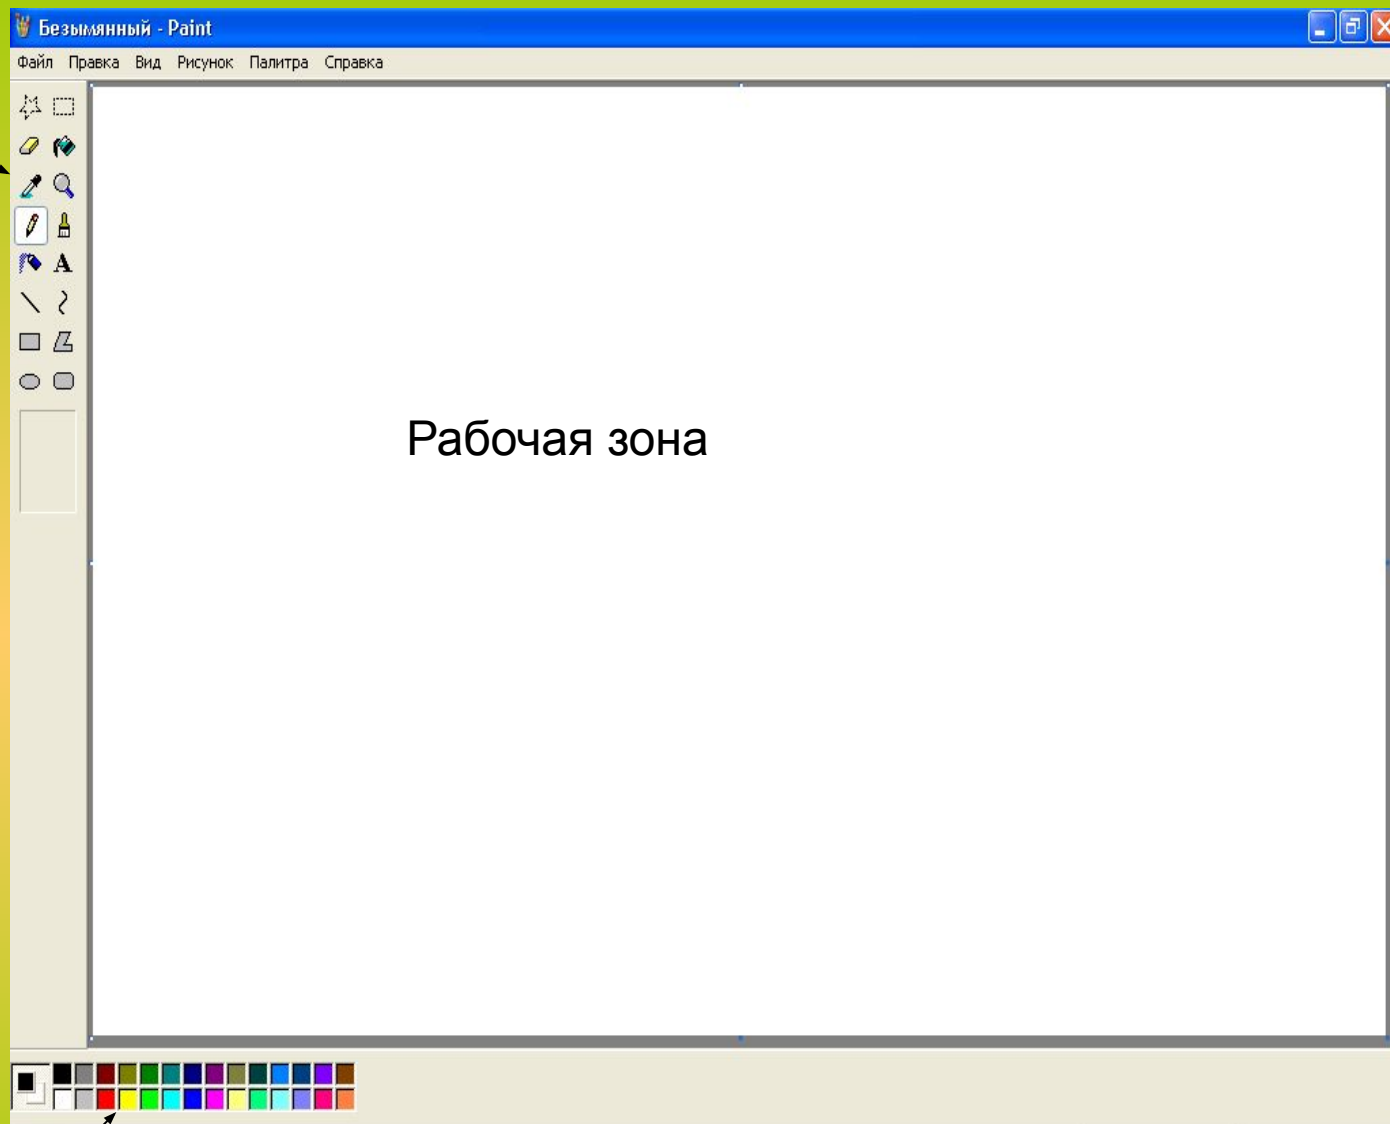 Безымянный - Paint
Файл Правка Вид Рисунок Палитра Справка
A
Рабочая зона